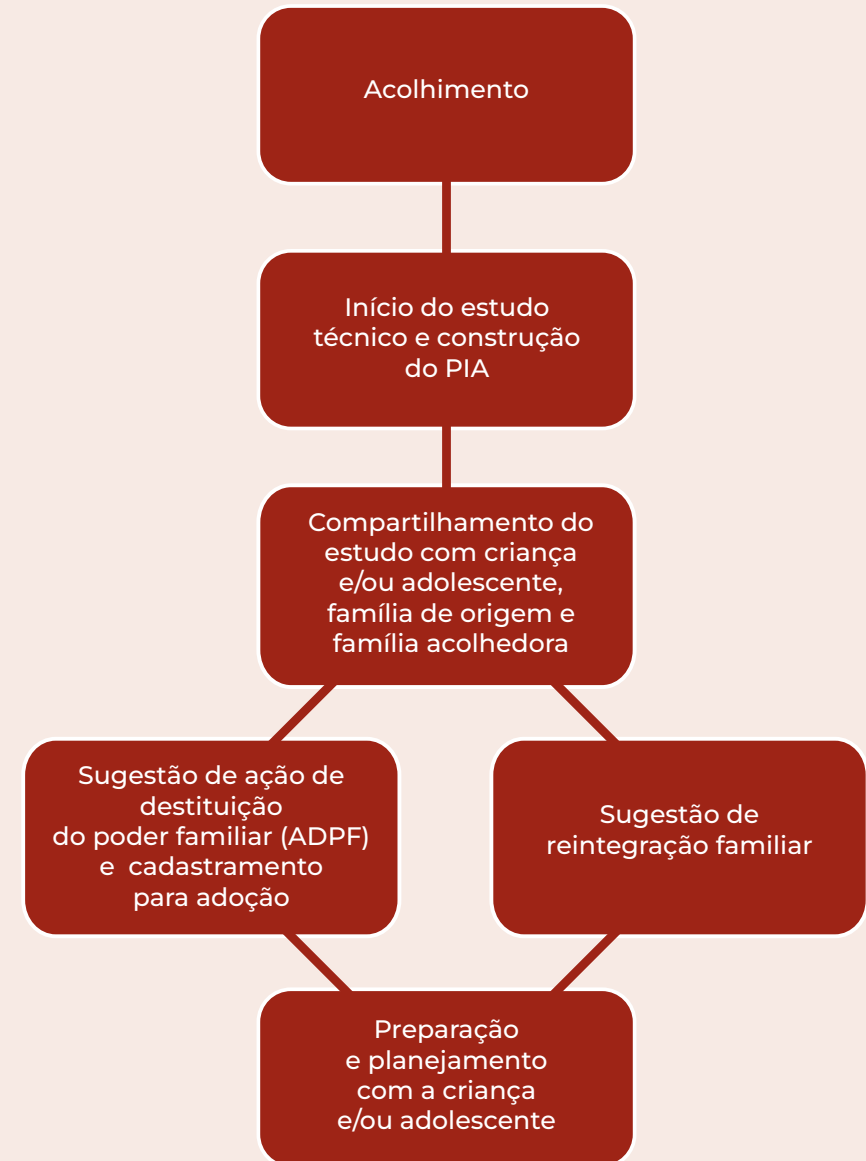 Acolhimento
Início do estudo
técnico e construção
do PIA
Compartilhamento do
estudo com criança
e/ou adolescente,
família de origem e
família acolhedora
Sugestão de ação de
destituição
do poder familiar (ADPF)
e cadastramento
para adoção
Sugestão de
reintegração familiar
Preparação
e planejamento
com a criança
e/ou adolescente